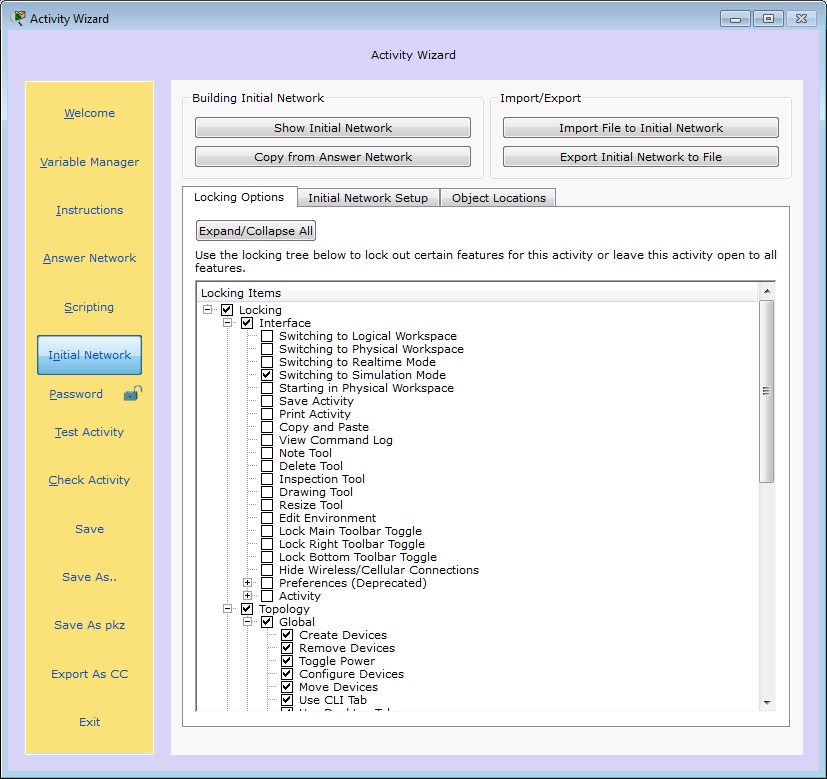 Activity Wizard
Activity Wizard
Welcome
Variable Manager
Instructions
Answer Network
Scripting
Initial Network
Password
Test Activity
Check Activity
Save
Save As..
Save As pkz
Export As CC
Exit
Building Initial Network
Show Initial Network
Copy from Answer Network
Import/Export
Import File to Initial Network
Export Initial Network to File
Locking Options
Initial Network Setup
Object Locations
Expand/Collapse All
Use the locking tree below to lock out certain features for this activity or leave this activity open to all
features.
Locking Items
Locking
Interface
Switching to Logical Workspace
Switching to Physical Workspace
Switching to Realtime Mode
Switching to Simulation Mode
Starting in Physical Workspace
Save Activity
Print Activity
Copy and Paste
View Command Log
Note Tool
Delete Tool
Inspection Tool
Drawing Tool
Resize Tool
Edit Environment
Lock Main Toolbar Toggle
Lock Right Toolbar Toggle
Lock Bottom Toolbar Toggle
Hide Wireless/Cellular Connections
Preferences (Deprecated)
Activity
Topology
Global
Create Devices
Remove Devices
Toggle Power
Configure Devices
Move Devices
Use CLI Tab